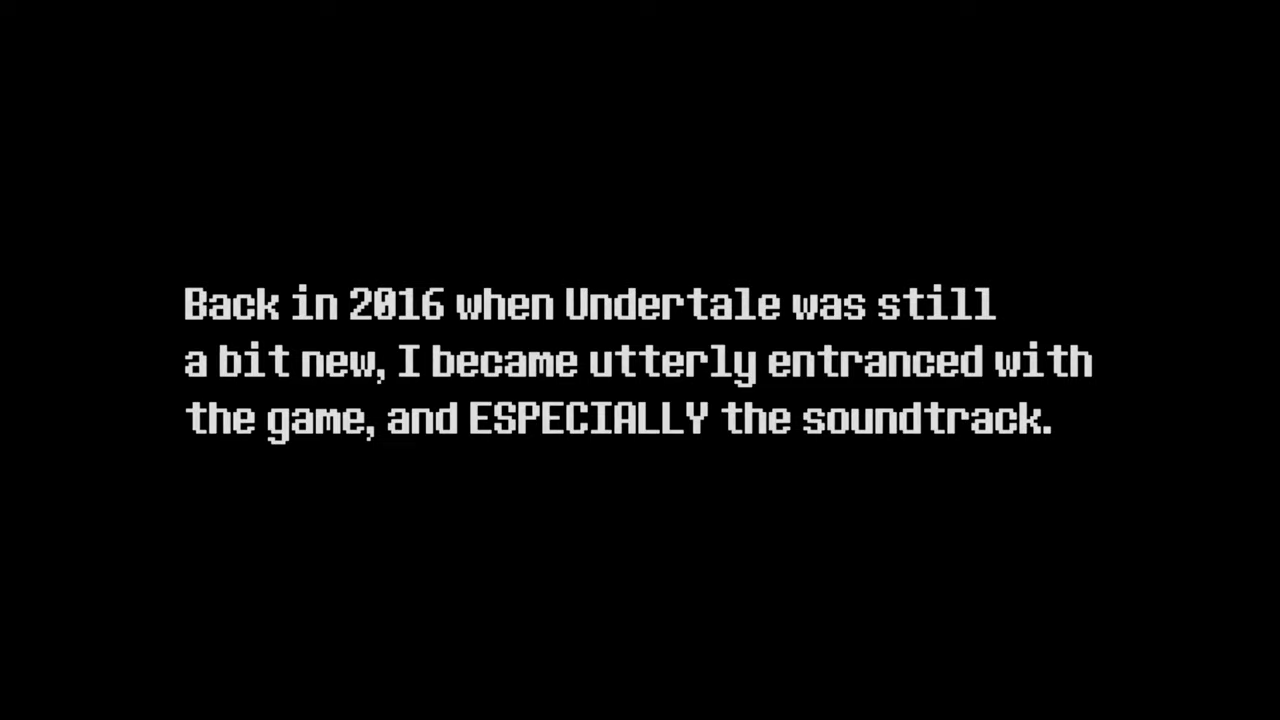 Back in 2016 when Undertale was still
a bit new, I became utterly entranced with
the game, and ESPECIALLY the soundtrack.